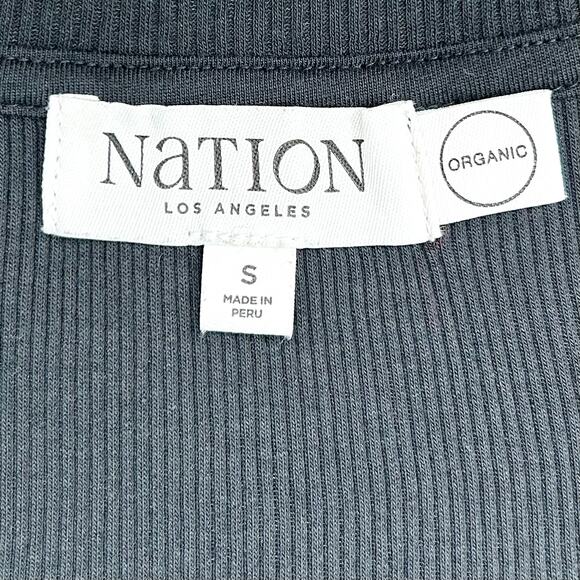 NaTION
LOS ANGELES
ORGANIC
S
MADE IN
PERU